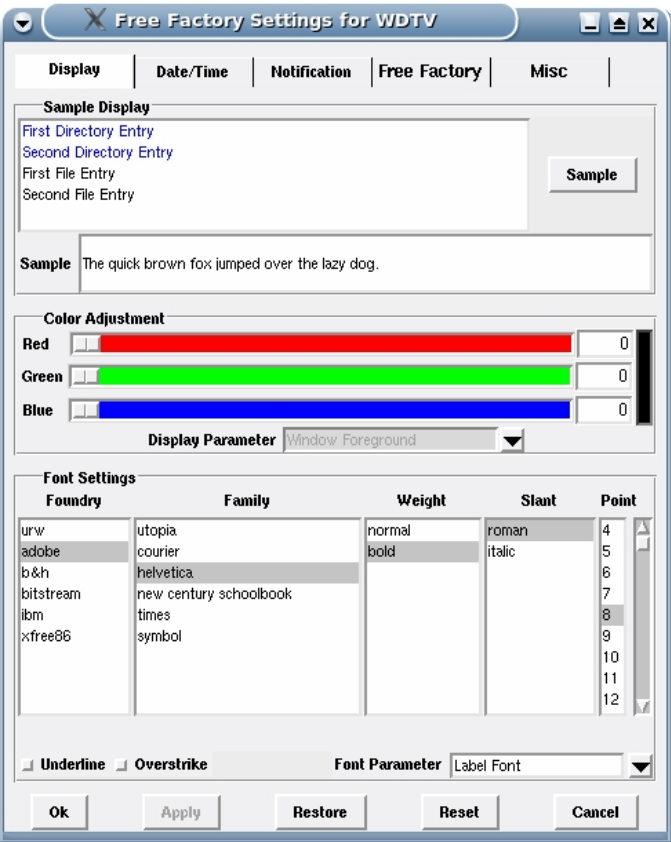 Free Factory Settings for WDTV
Display Date/Time Notification Free Factory Misc
Sample Display
First Directory Entry
Second Directory Entry
First File Entry
Second File Entry
Sample
Sample The quick brown fox jumped over the lazy dog.
Color Adjustment
Red 0
Green 0
Blue 0
Display Parameter Window Foreground
Font Settings
Foundry Family Weight Slant Point
urw utopia normal roman 4
adobe courier bold italic 5
b&h helvetica 6
bitstream new century schoolbook 7
ibm times 8
xfree86 symbol 9
10
11
12
Underline Overstrike Font Parameter Label Font
Ok Apply Restore Reset Cancel